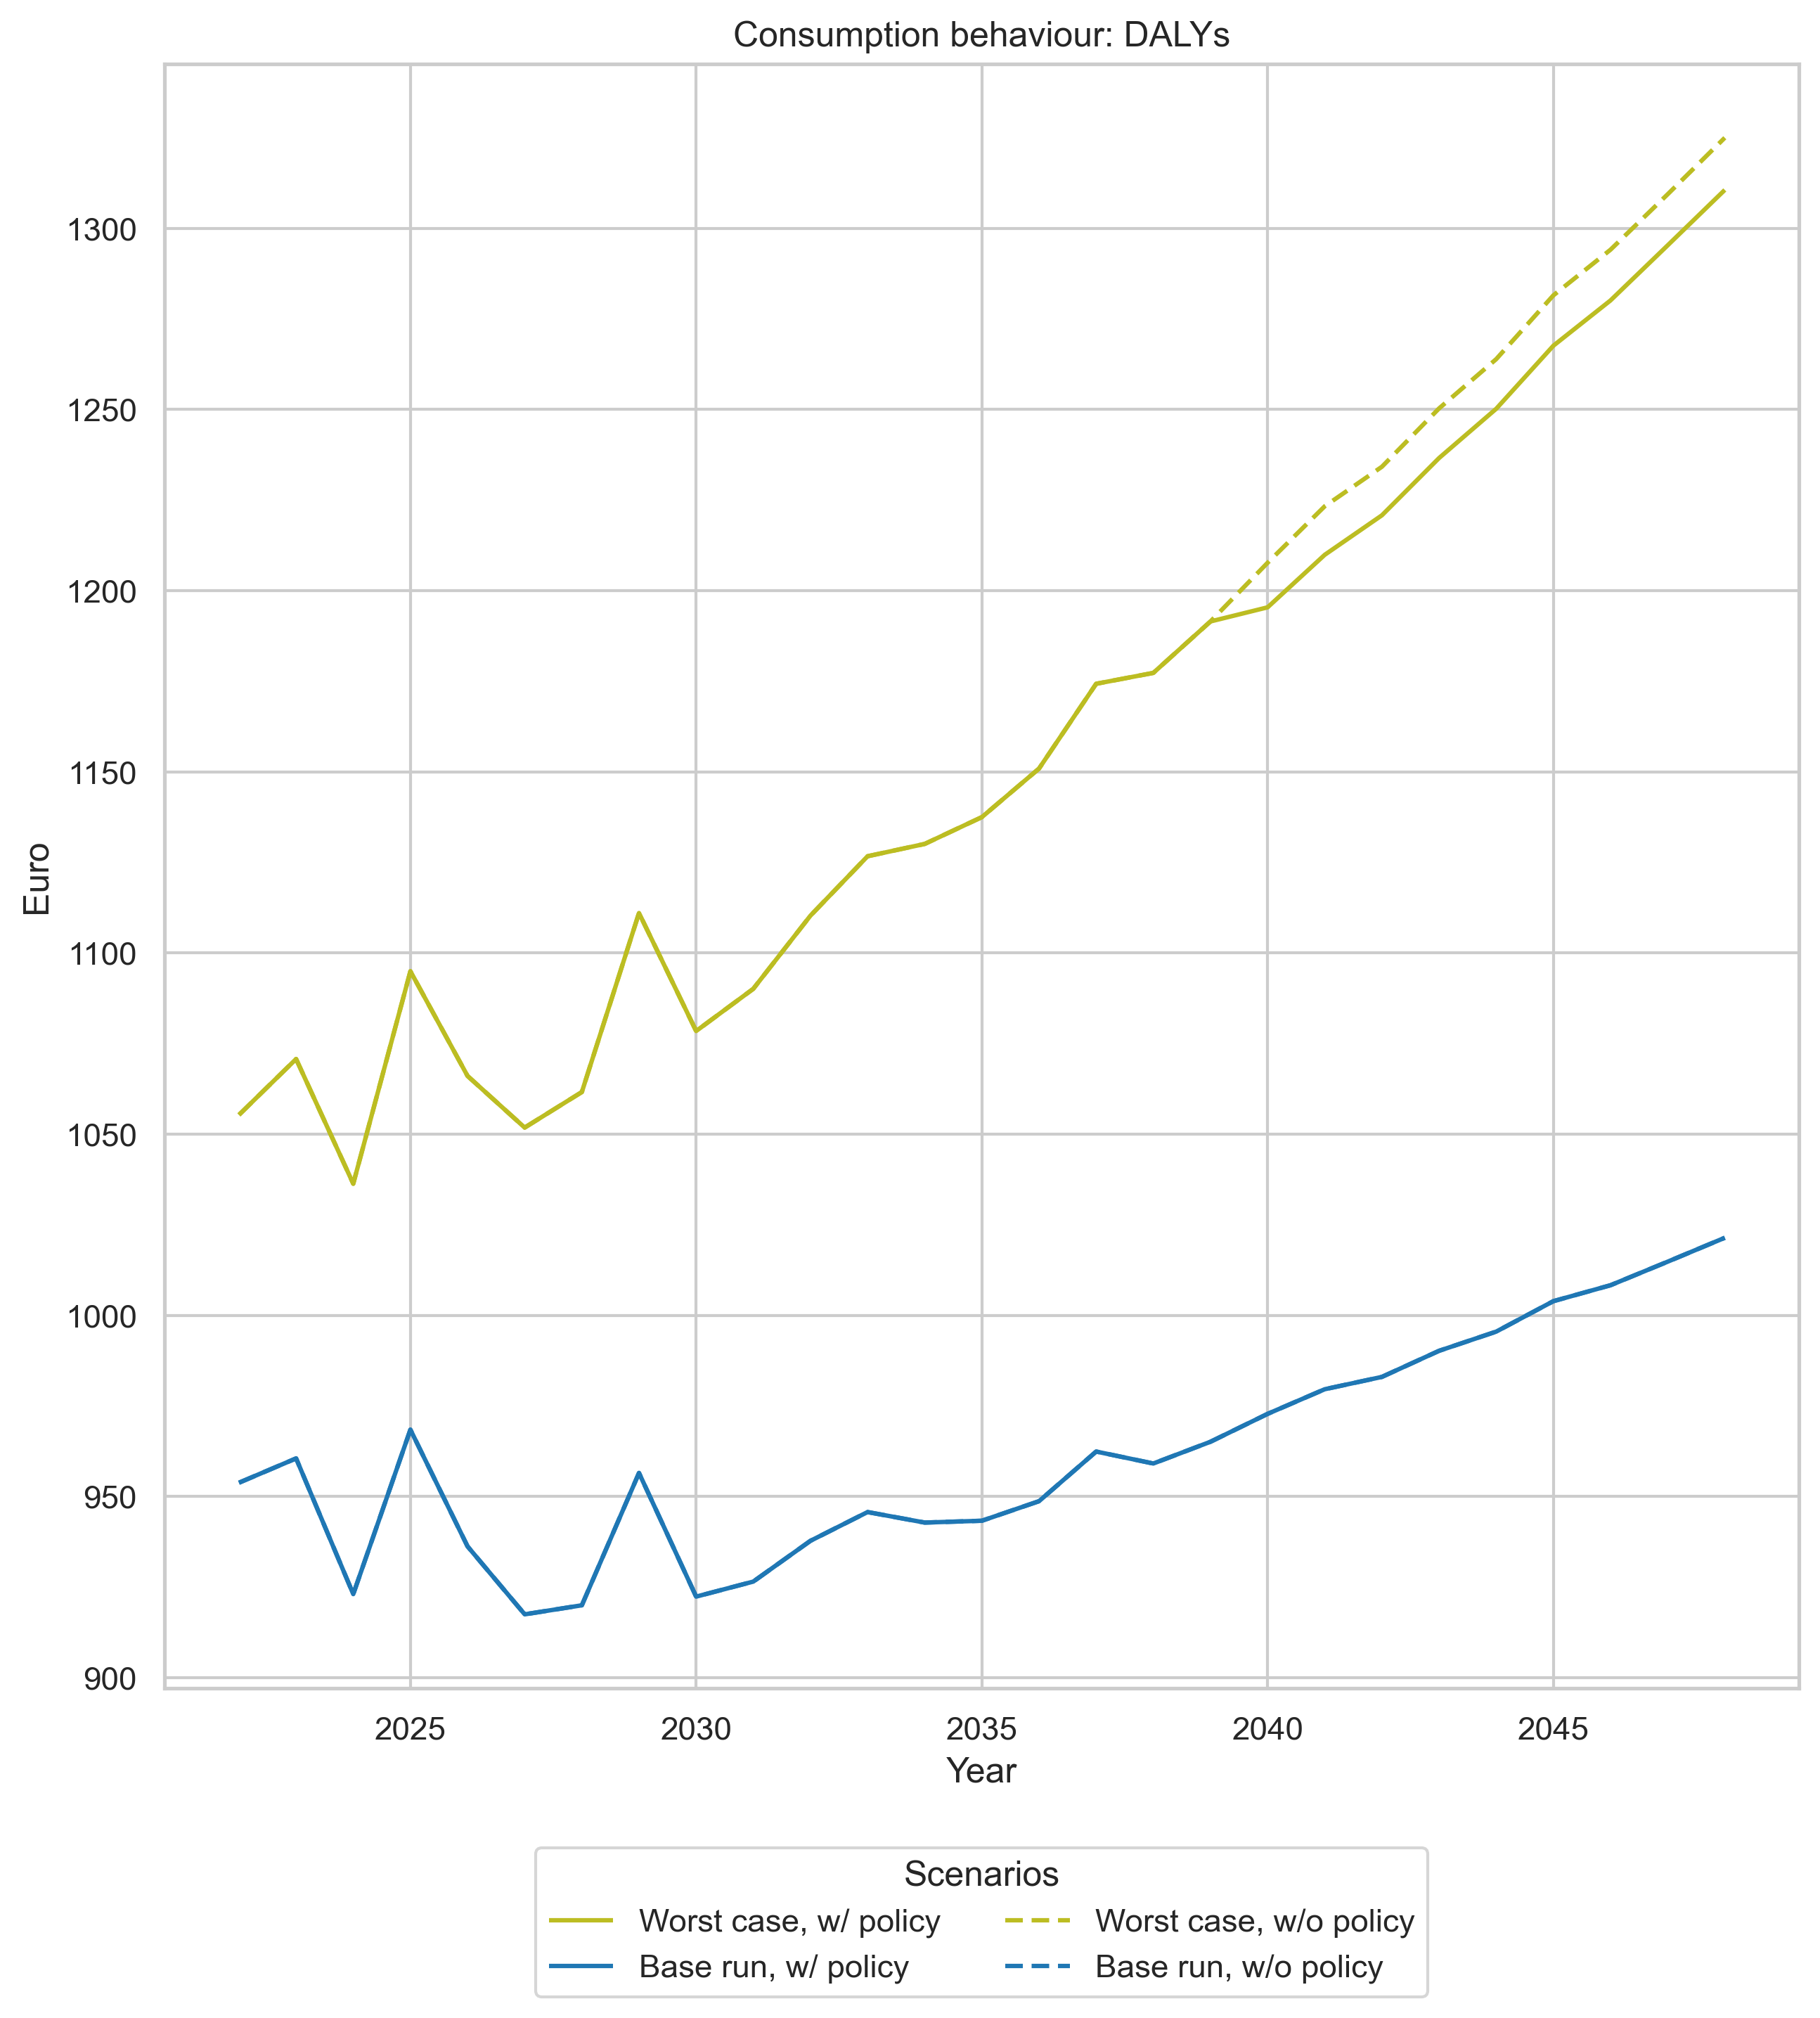 Consumption behaviour: DALYs
1300
1250
1200
1150
1100
1050
1000
950
900
Euro
2025 2030 2035 2040 2045
Year
Scenarios
Worst case, w/ policy Worst case, w/o policy
Base run, w/ policy Base run, w/o policy